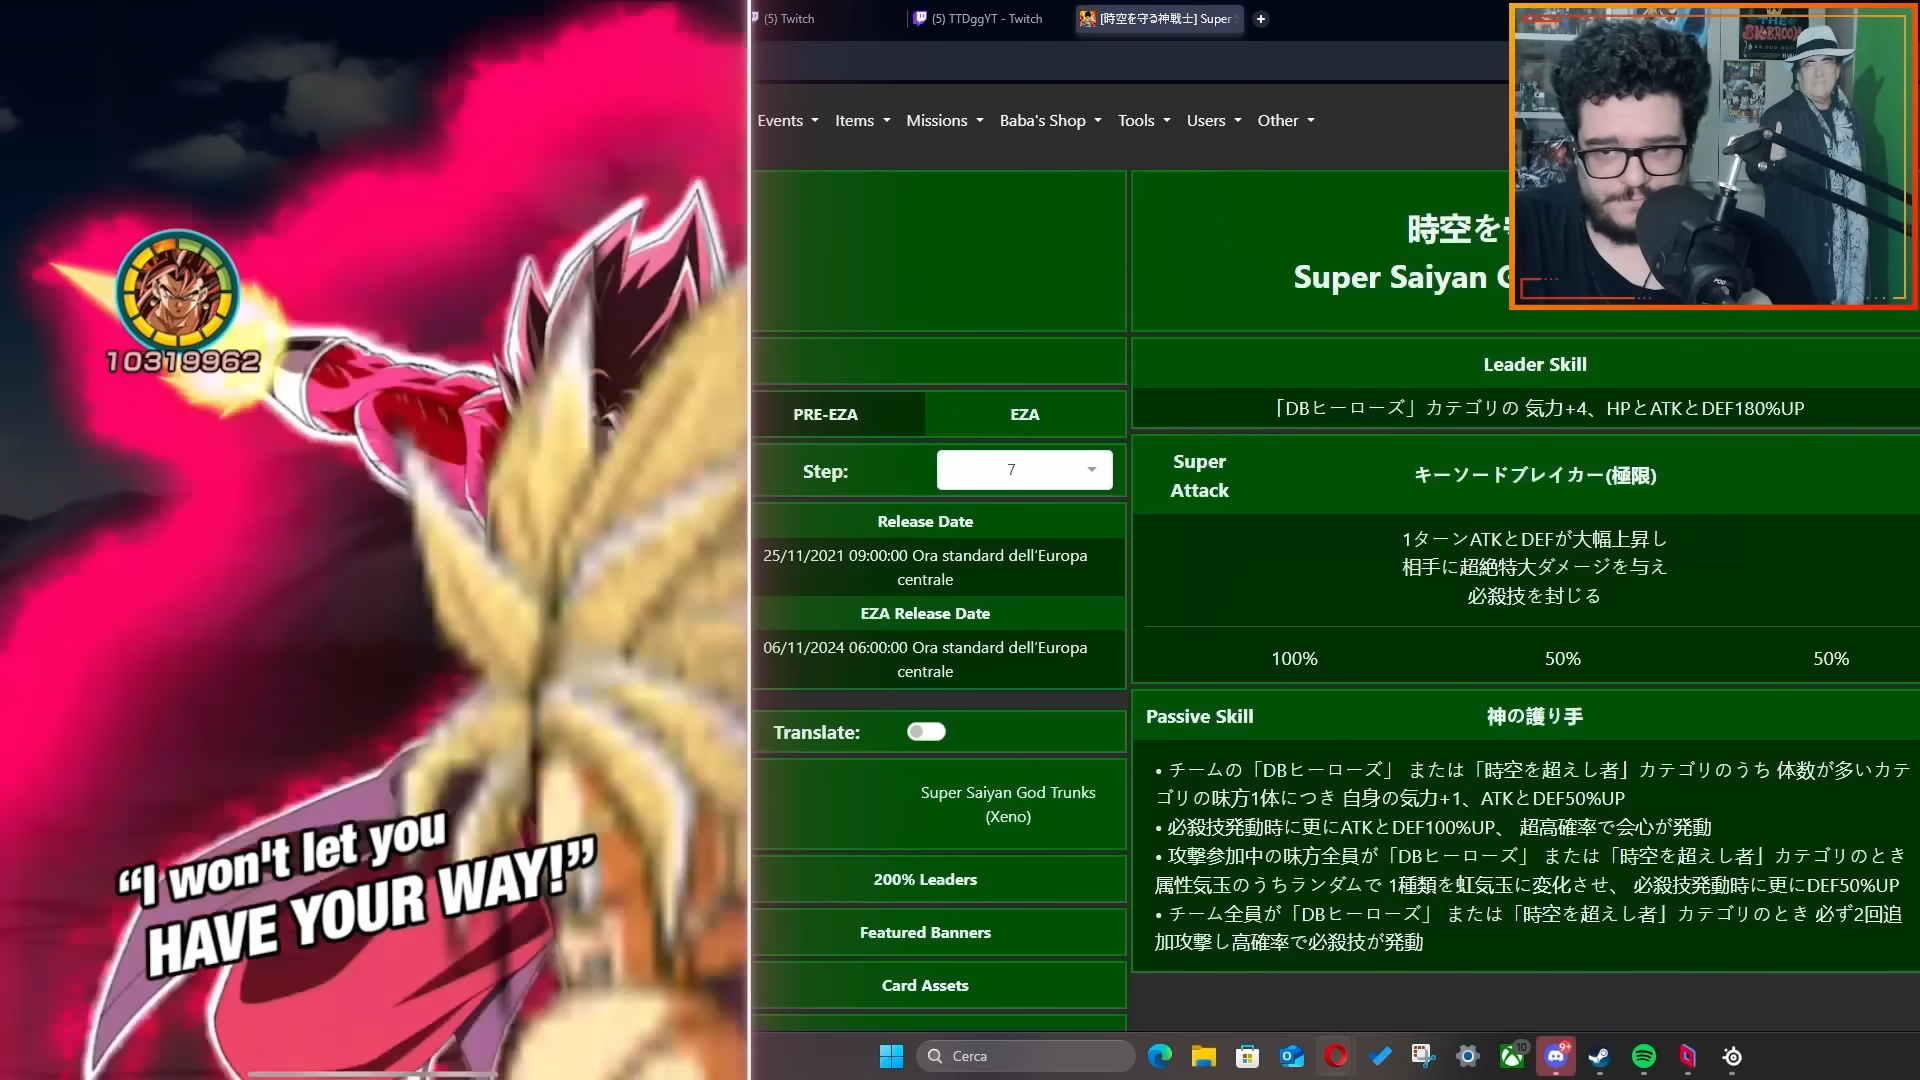 (5) Twitch
(5) TTDggYT - Twitch
[時空を守る神戦士] Super
Events
Items
Missions
Baba's Shop
Tools
Users
Other
10319962
“I won't let you
HAVE YOUR WAY!”
PRE-EZA
EZA
Step:
7
Release Date
25/11/2021 09:00:00 Ora standard dell'Europa
centrale
EZA Release Date
06/11/2024 06:00:00 Ora standard dell'Europa
centrale
Translate:
Super Saiyan God Trunks
(Xeno)
200% Leaders
Featured Banners
Card Assets
時空を
Super Saiyan G
Leader Skill
「DBヒーローズ」カテゴリの 気力+4、HPとATKとDEF180%UP
Super
Attack
キーソードブレイカー(極限)
1ターンATKとDEFが大幅上昇し
相手に超絶特大ダメージを与え
必殺技を封じる
100%
50%
50%
Passive Skill
神の護り手
• チームの「DBヒーローズ」 または「時空を超えし者」カテゴリのうち 体数が多いカテ
ゴリの味方1体につき 自身の気力+1、ATKとDEF50%UP
• 必殺技発動時に更にATKとDEF100%UP、 超高確率で会心が発動
• 攻撃参加中の味方全員が「DBヒーローズ」 または「時空を超えし者」カテゴリのとき
属性気玉のうちランダムで 1種類を虹気玉に変化させ、 必殺技発動時に更にDEF50%UP
• チーム全員が「DBヒーローズ」 または「時空を超えし者」カテゴリのとき 必ず2回追
加攻撃し高確率で必殺技が発動
Cerca
10
9+